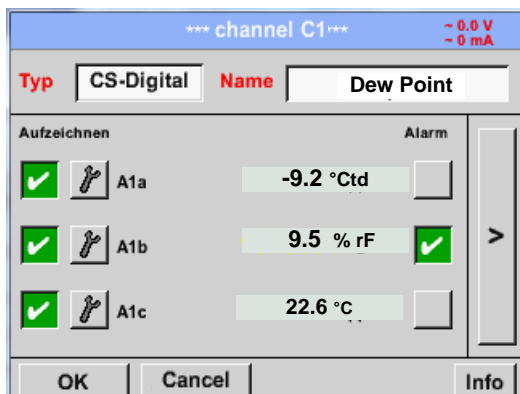 *** channel C1 ***
~ 0.0 V
~ 0 mA
Typ CS-Digital Name Dew Point
Aufzeichnen Alarm
A1a -9.2 °Ctd
A1b 9.5 % rF
>
A1c 22.6 °C
OK Cancel Info